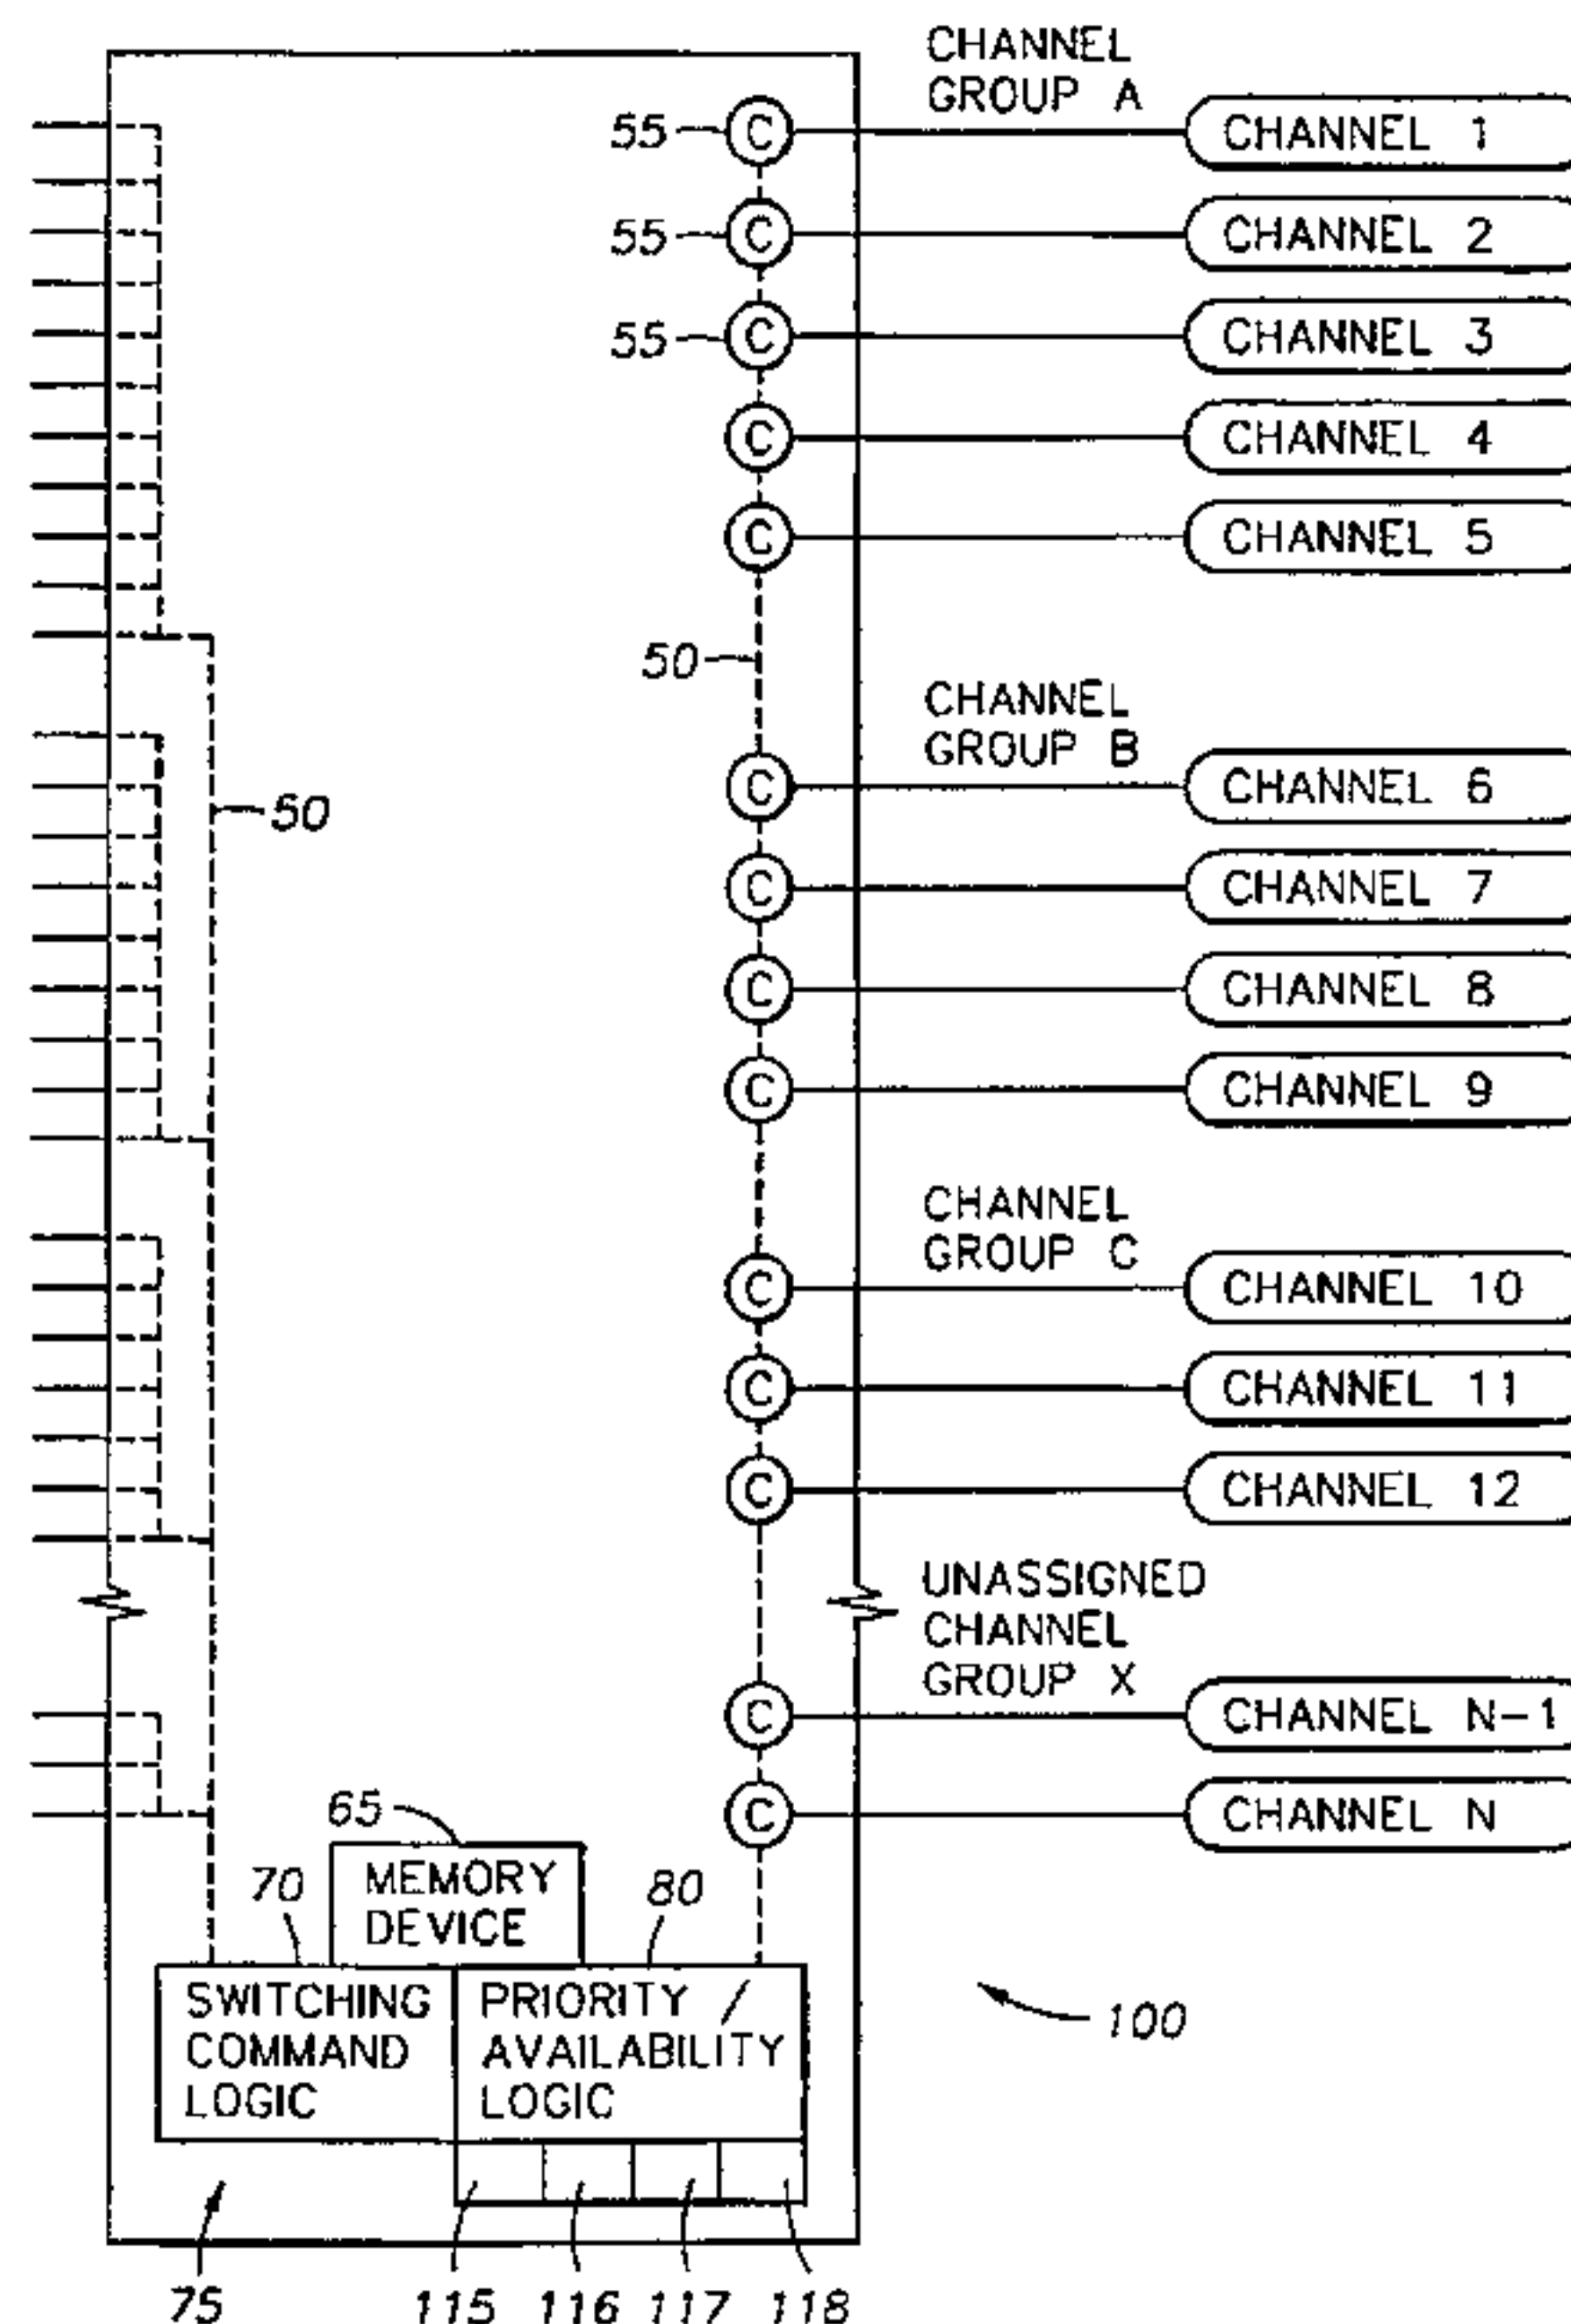 CHANNEL
GROUP A
55
C
CHANNEL 1
55
C
CHANNEL 2
55
C
CHANNEL 3
C
CHANNEL 4
C
CHANNEL 5
50
CHANNEL
GROUP B
C
CHANNEL 6
50
C
CHANNEL 7
C
CHANNEL 8
C
CHANNEL 9
CHANNEL
GROUP C
C
CHANNEL 10
C
CHANNEL 11
C
CHANNEL 12
UNASSIGNED
CHANNEL
GROUP X
C
CHANNEL N-1
C
CHANNEL N
65
MEMORY
DEVICE
70
80
SWITCHING
COMMAND
LOGIC
PRIORITY /
AVAILABILITY
LOGIC
100
75
115
116
117
118